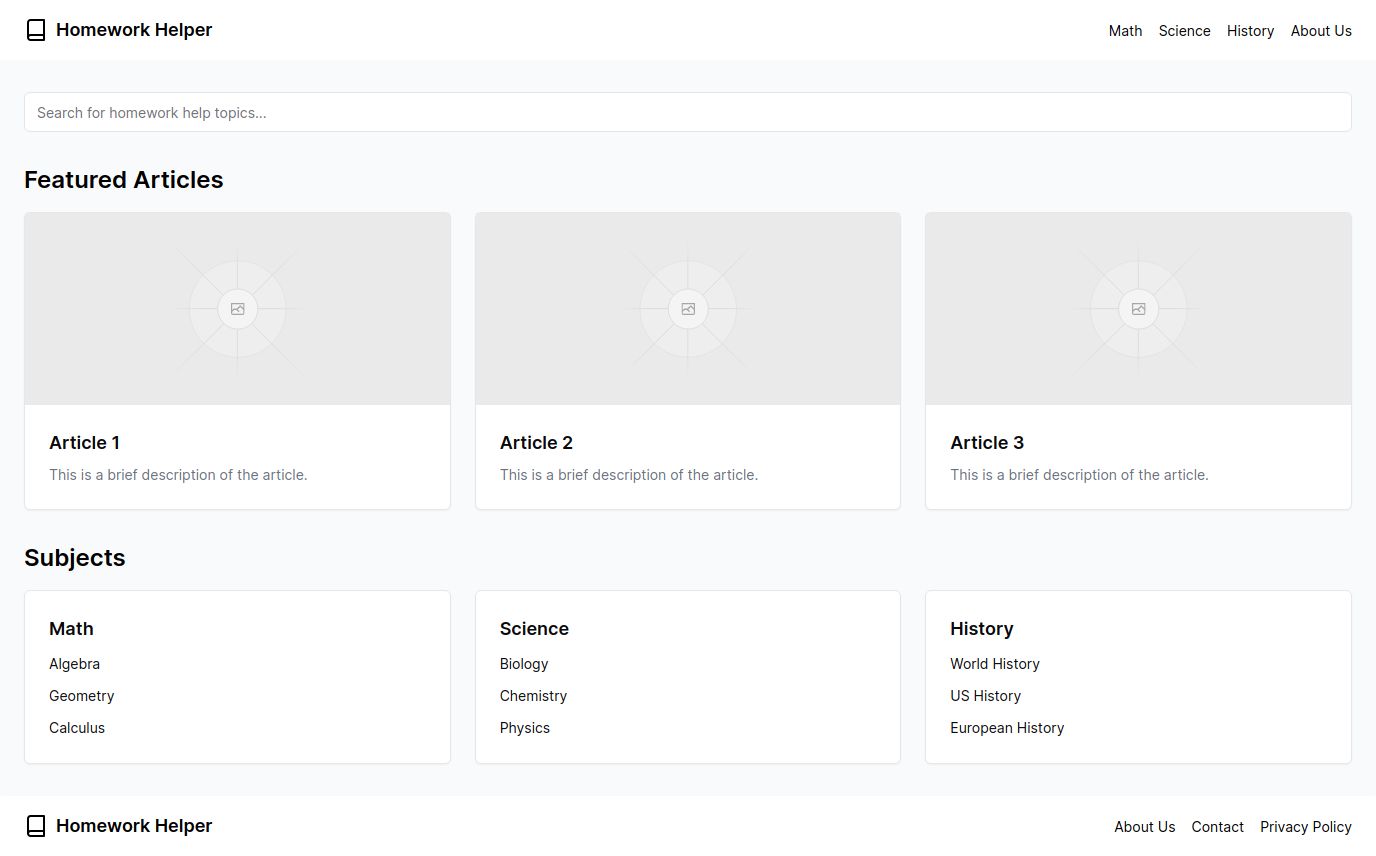 Homework Helper
Math Science History About Us
Search for homework help topics...
Featured Articles
Article 1
This is a brief description of the article.
Article 2
This is a brief description of the article.
Article 3
This is a brief description of the article.
Subjects
Math
Algebra
Geometry
Calculus
Science
Biology
Chemistry
Physics
History
World History
US History
European History
Homework Helper
About Us Contact Privacy Policy